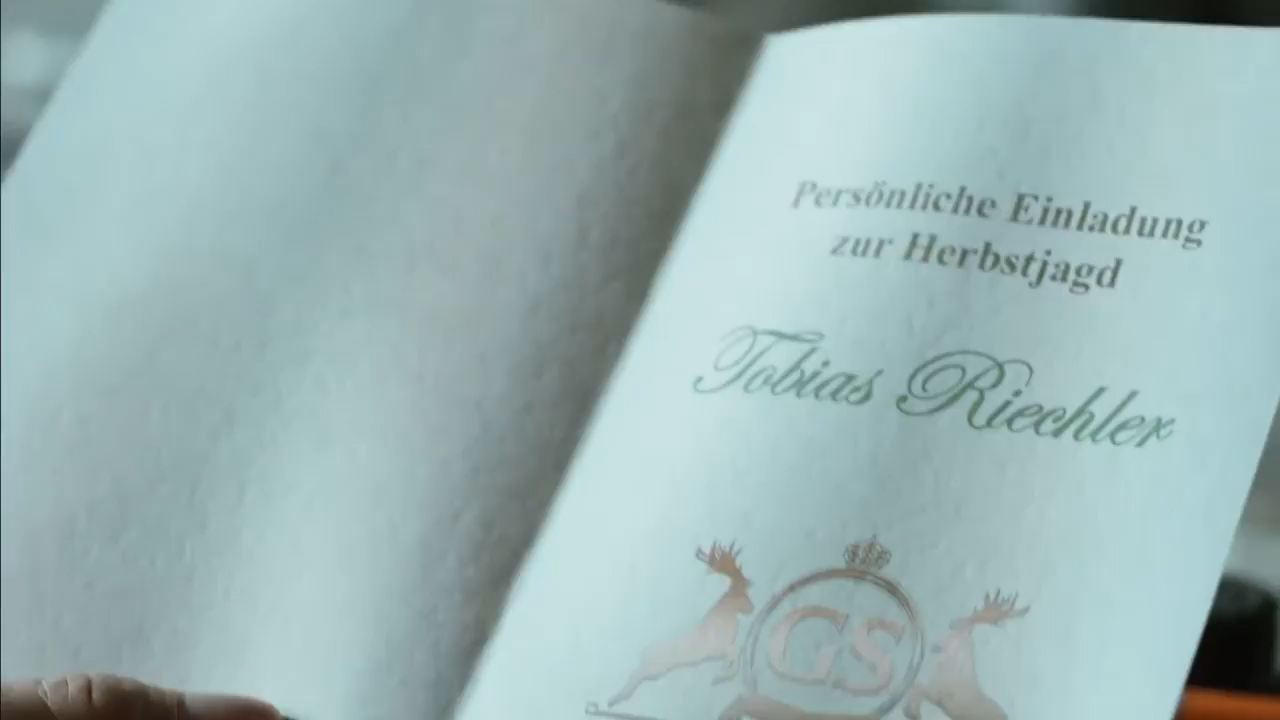 Persönliche Einladung
zur Herbstjagd
Tobias Riechler
GS